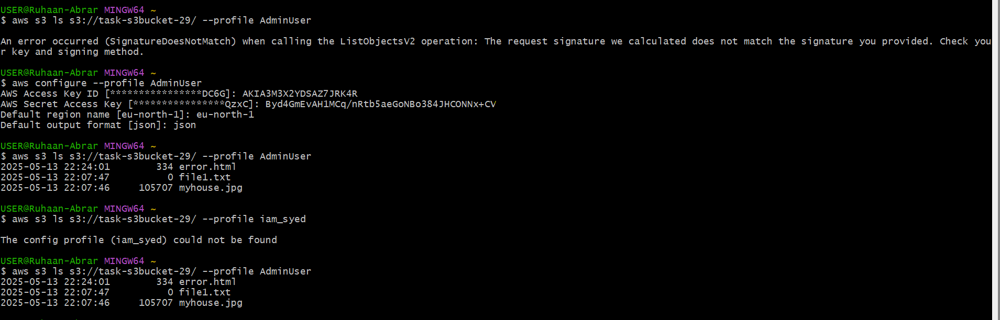 USER@Ruhaan-Abrar MINGW64 ~
$ aws s3 ls s3://task-s3bucket-29/ --profile AdminUser
An error occurred (SignatureDoesNotMatch) when calling the ListObjectsV2 operation: The request signature we calculated does not match the signature you provided. Check you
r key and signing method.
USER@Ruhaan-Abrar MINGW64 ~
$ aws configure --profile AdminUser
AWS Access Key ID [****************DC6G]: AKIA3M3X2YDSAZ7JRK4R
AWS Secret Access Key [****************QzxC]: 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
Default region name [eu-north-1]: eu-north-1
Default output format [json]: json
USER@Ruhaan-Abrar MINGW64 ~
$ aws s3 ls s3://task-s3bucket-29/ --profile AdminUser
2025-05-13 22:24:01        334 error.html
2025-05-13 22:07:47          0 file1.txt
2025-05-13 22:07:46     105707 myhouse.jpg
USER@Ruhaan-Abrar MINGW64 ~
$ aws s3 ls s3://task-s3bucket-29/ --profile iam_syed
The config profile (iam_syed) could not be found
USER@Ruhaan-Abrar MINGW64 ~
$ aws s3 ls s3://task-s3bucket-29/ --profile AdminUser
2025-05-13 22:24:01        334 error.html
2025-05-13 22:07:47          0 file1.txt
2025-05-13 22:07:46     105707 myhouse.jpg